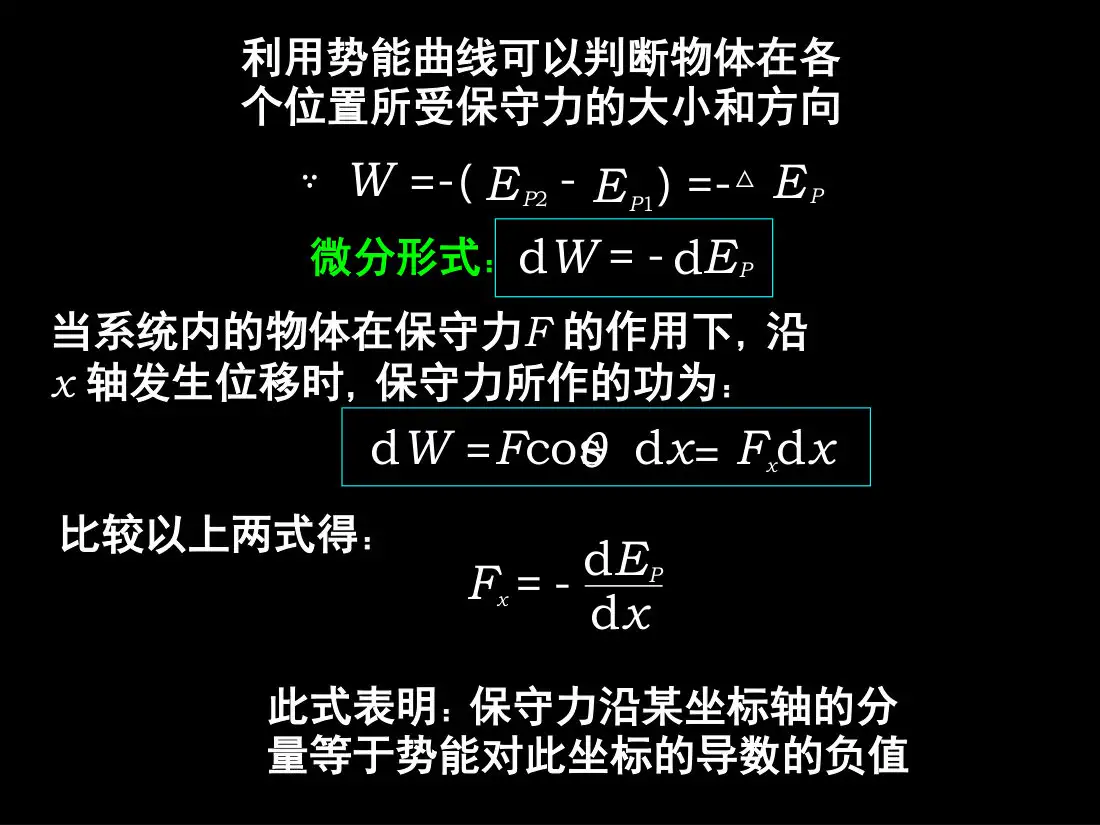 利用势能曲线可以判断物体在各
个位置所受保守力的大小和方向
∵ W =-( E_{P2} - E_{P1} ) =-△ E_P
微分形式： dW = - dE_P
当系统内的物体在保守力F 的作用下，沿
x 轴发生位移时，保守力所作的功为：
dW =Fcosθ dx= F_xdx
比较以上两式得：
F_x = - dE_P/dx
此式表明：保守力沿某坐标轴的分
量等于势能对此坐标的导数的负值